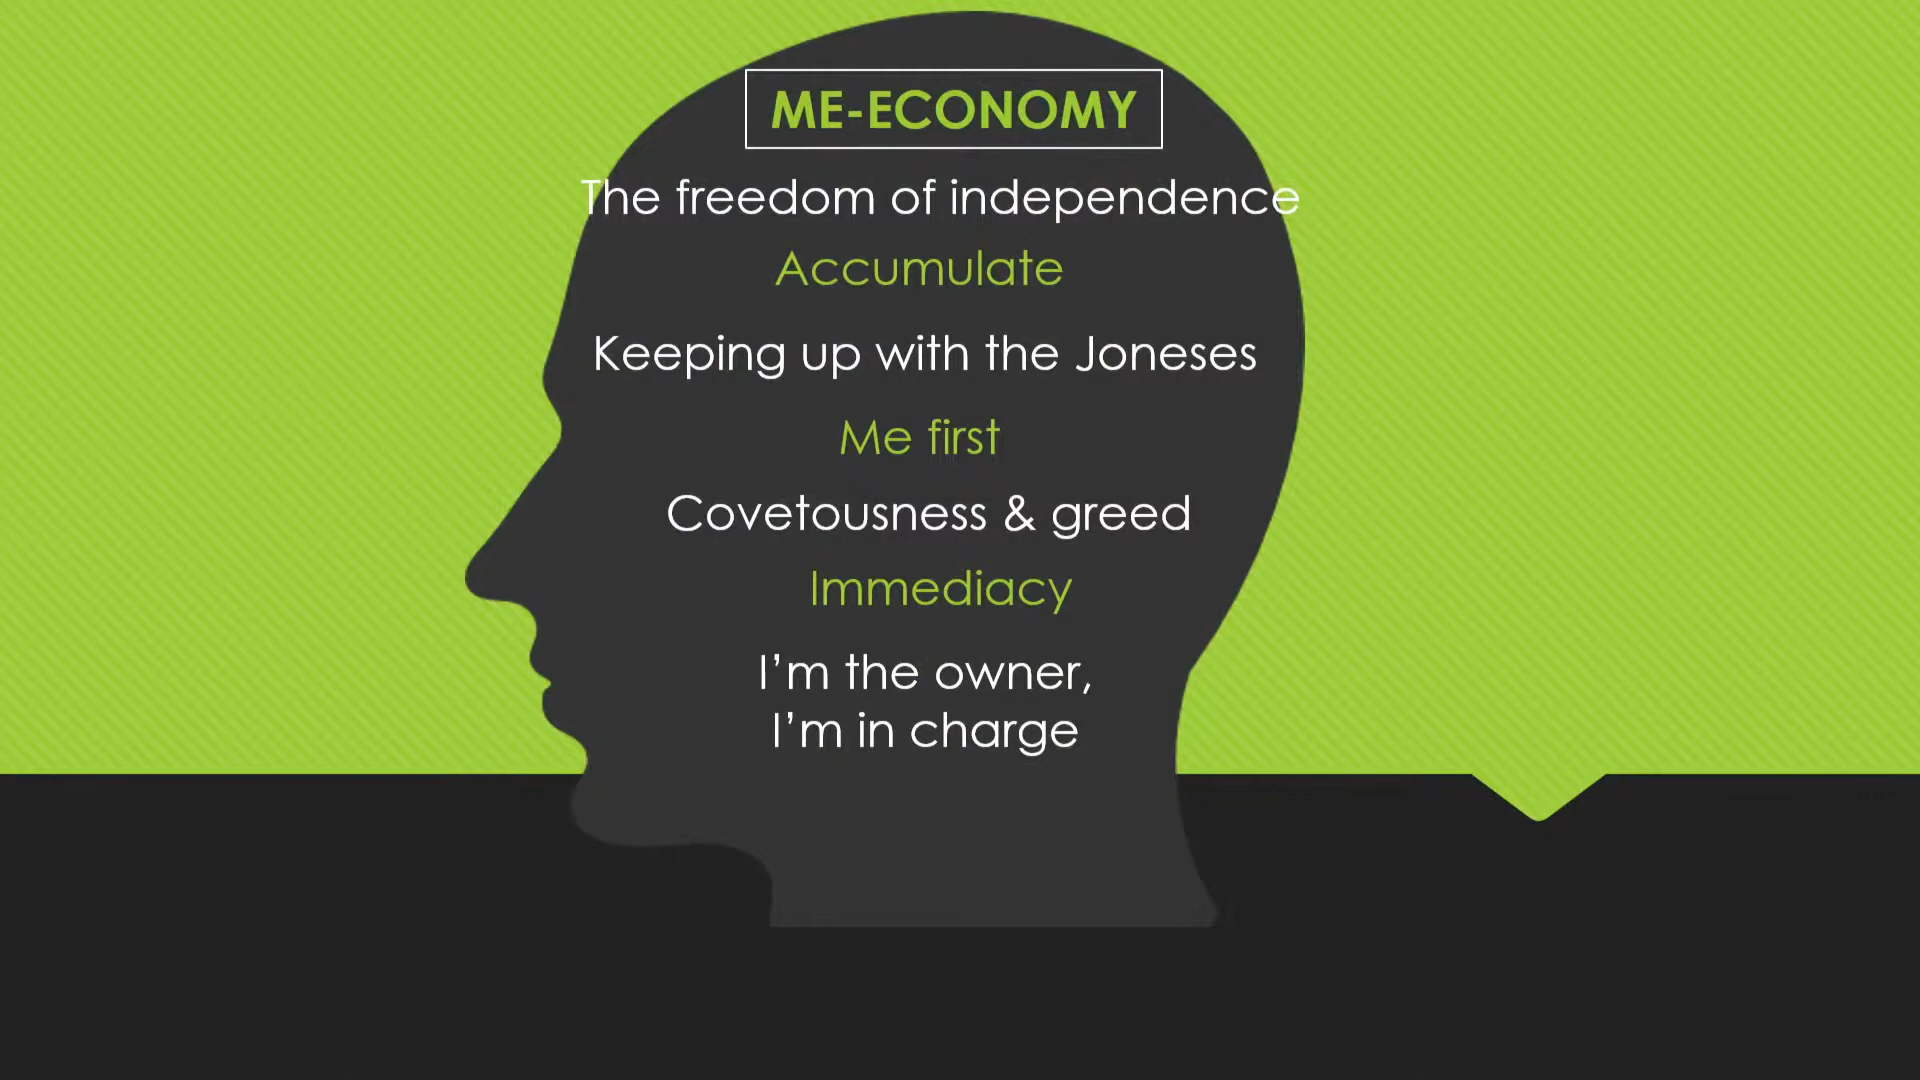 ME-ECONOMY
The freedom of independence
Accumulate
Keeping up with the Joneses
Me first
Covetousness & greed
Immediacy
I’m the owner,
I’m in charge